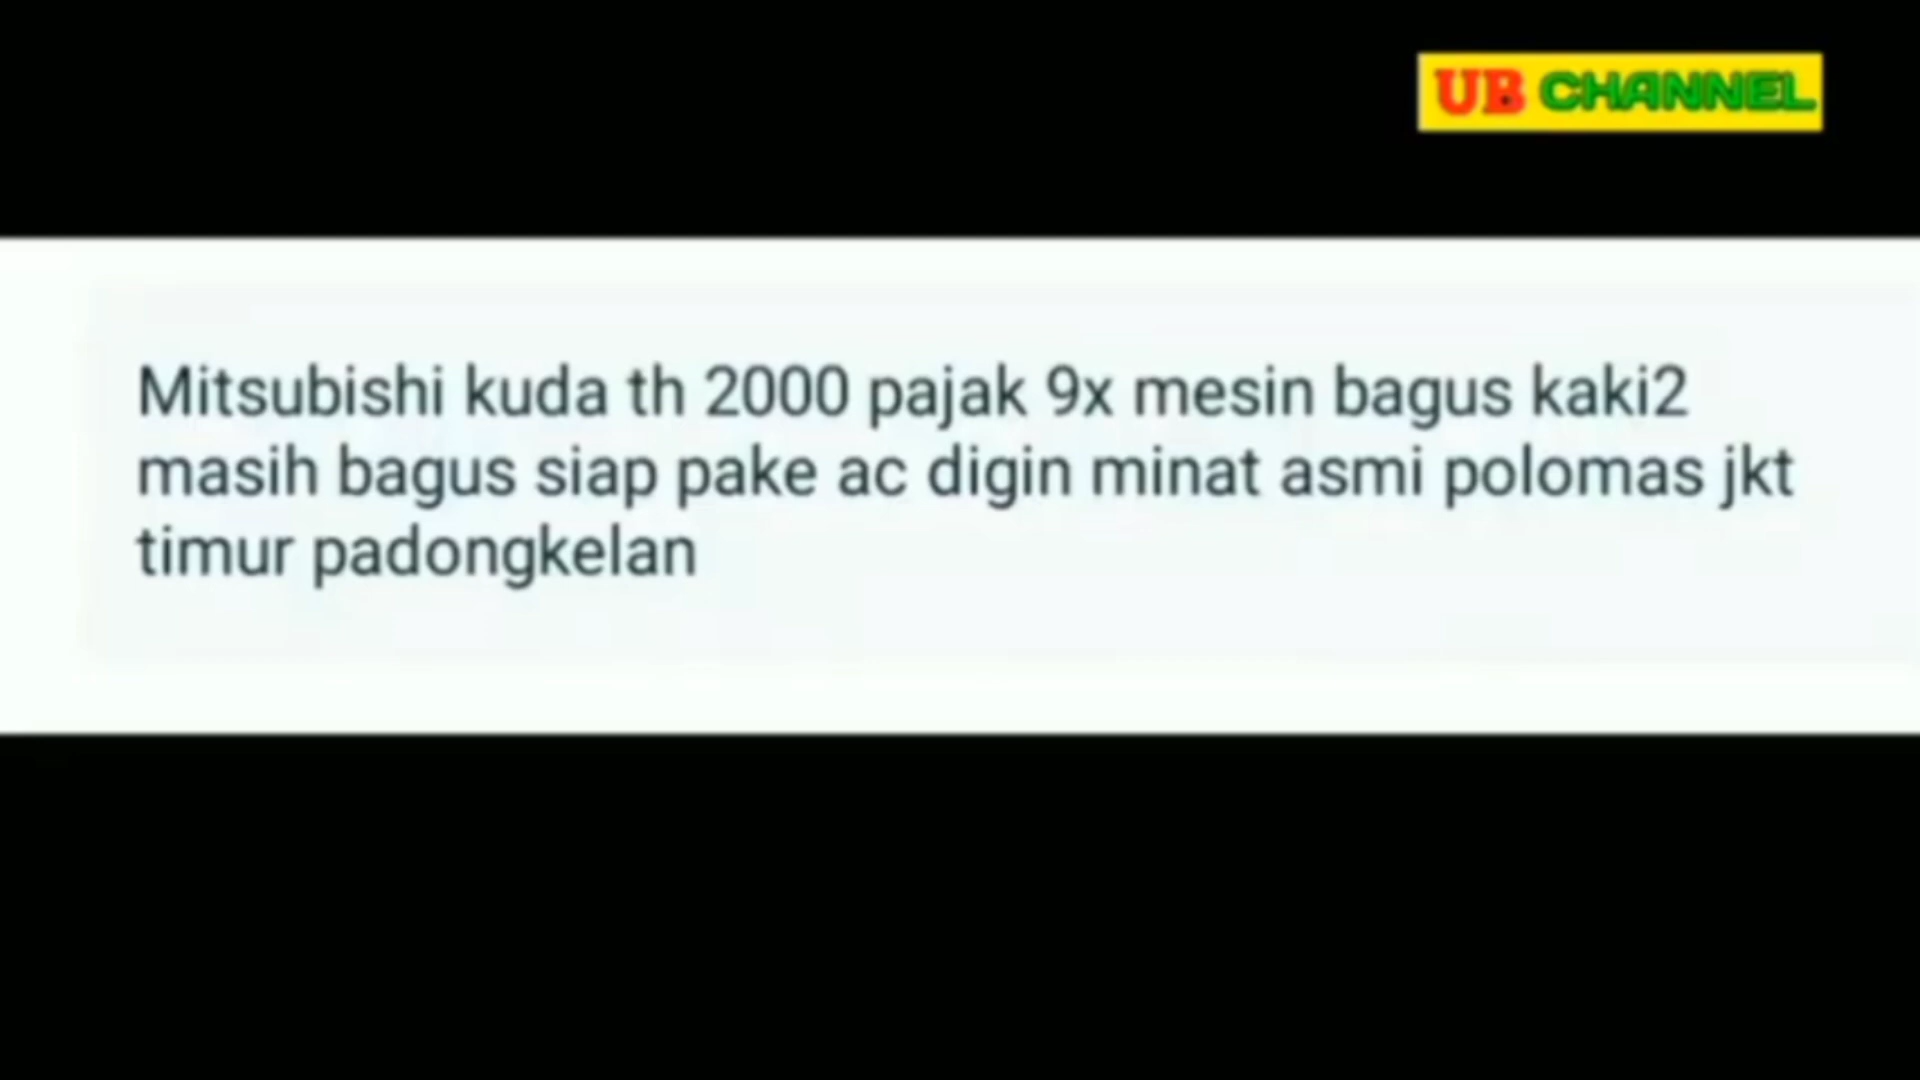 UB CHANNEL
Mitsubishi kuda th 2000 pajak 9x mesin bagus kaki2
masih bagus siap pake ac digin minat asmi polomas jkt
timur padongkelan